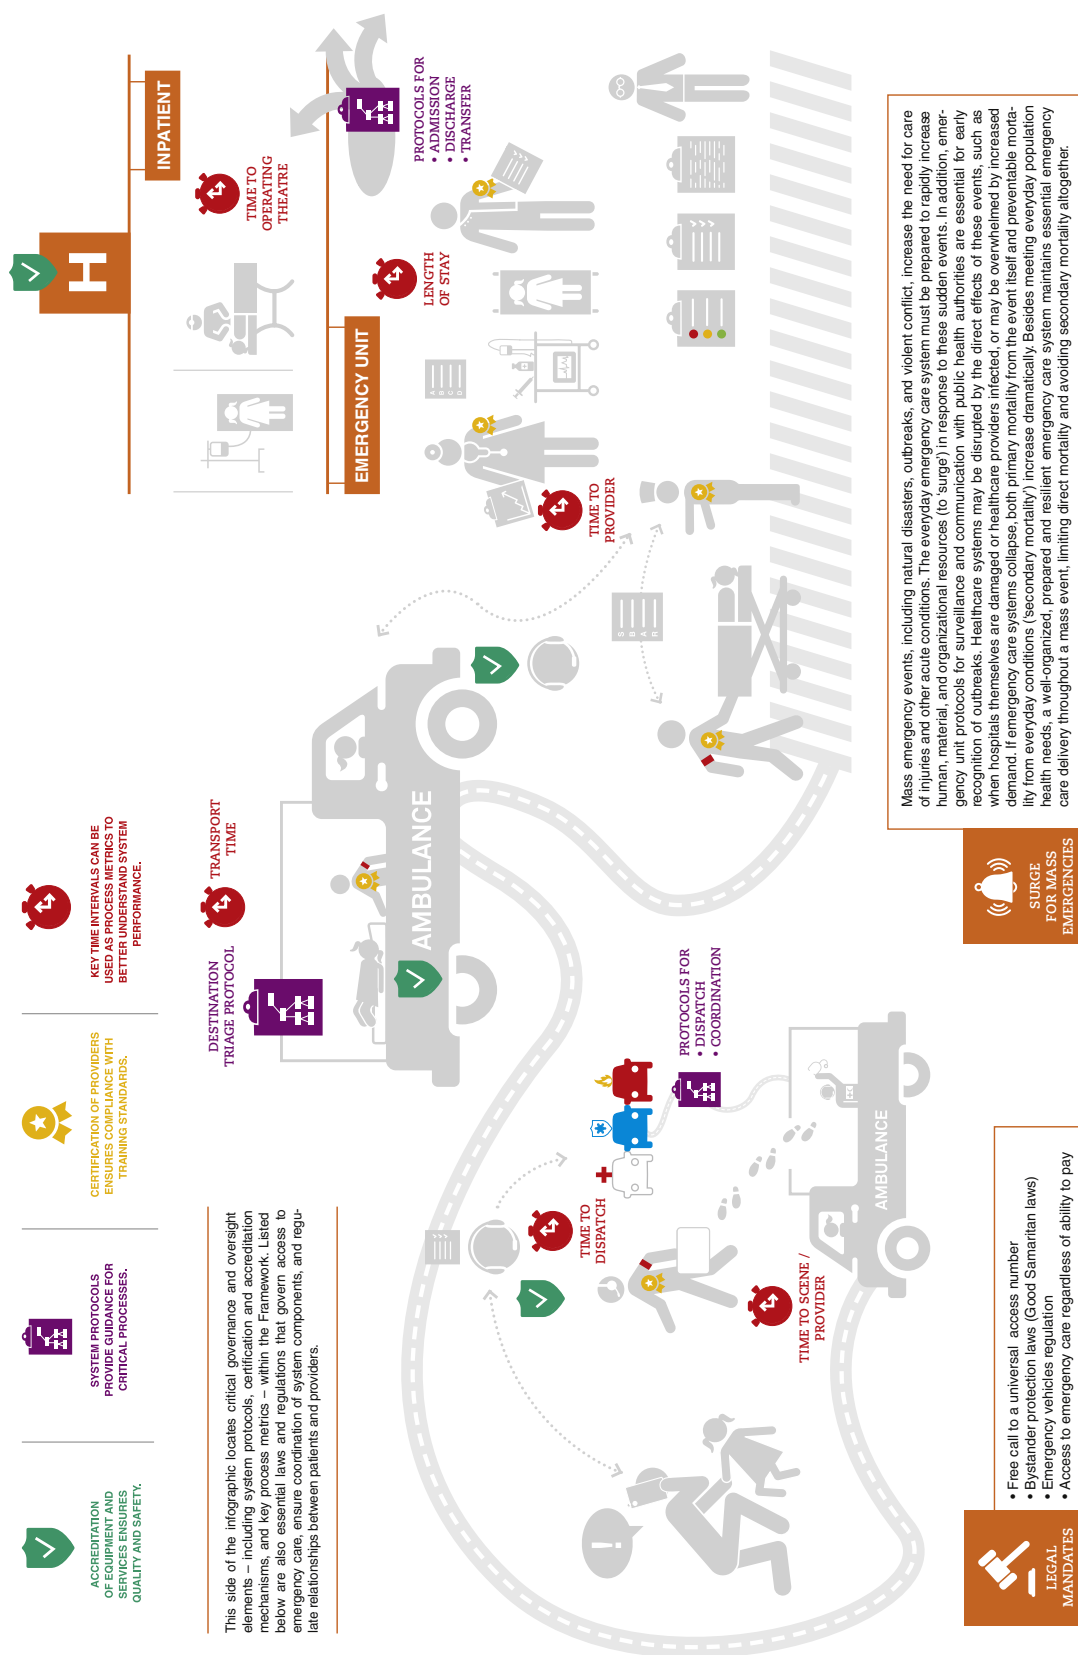 ACCREDITATION
OF EQUIPMENT AND
SERVICES ENSURES
QUALITY AND SAFETY.
SYSTEM PROTOCOLS
PROVIDE GUIDANCE FOR
CRITICAL PROCESSES.
CERTIFICATION OF PROVIDERS
ENSURES COMPLIANCE WITH
TRAINING STANDARDS.
KEY TIME INTERVALS CAN BE
USED AS PROCESS METRICS TO
BETTER UNDERSTAND SYSTEM
PERFORMANCE.
This side of the infographic locates critical governance and oversight
elements – including system protocols, certification and accreditation
mechanisms, and key process metrics – within the Framework. Listed
below are also essential laws and regulations that govern access to
emergency care, ensure coordination of system components, and regu-
late relationships between patients and providers.
DESTINATION
TRIAGE PROTOCOL
TRANSPORT
TIME
AMBULANCE
H
INPATIENT
TIME TO
OPERATING
THEATRE
EMERGENCY UNIT
PROTOCOLS FOR
• ADMISSION
• DISCHARGE
• TRANSFER
LENGTH
OF STAY
A
B
C
D
TIME TO
PROVIDER
S
B
A
R
TIME TO
DISPATCH
PROTOCOLS FOR
• DISPATCH
• COORDINATION
TIME TO SCENE /
PROVIDER
AMBULANCE
!
LEGAL
MANDATES
• Free call to a universal access number
• Bystander protection laws (Good Samaritan laws)
• Emergency vehicles regulation
• Access to emergency care regardless of ability to pay
SURGE
FOR MASS
EMERGENCIES
Mass emergency events, including natural disasters, outbreaks, and violent conflict, increase the need for care
of injuries and other acute conditions. The everyday emergency care system must be prepared to rapidly increase
human, material, and organizational resources (to ‘surge’) in response to these sudden events. In addition, emer-
gency unit protocols for surveillance and communication with public health authorities are essential for early
recognition of outbreaks. Healthcare systems may be disrupted by the direct effects of these events, such as
when hospitals themselves are damaged or healthcare providers infected, or may be overwhelmed by increased
demand. If emergency care systems collapse, both primary mortality from the event itself and preventable morta-
lity from everyday conditions (‘secondary mortality’) increase dramatically. Besides meeting everyday population
health needs, a well-organized, prepared and resilient emergency care system maintains essential emergency
care delivery throughout a mass event, limiting direct mortality and avoiding secondary mortality altogether.